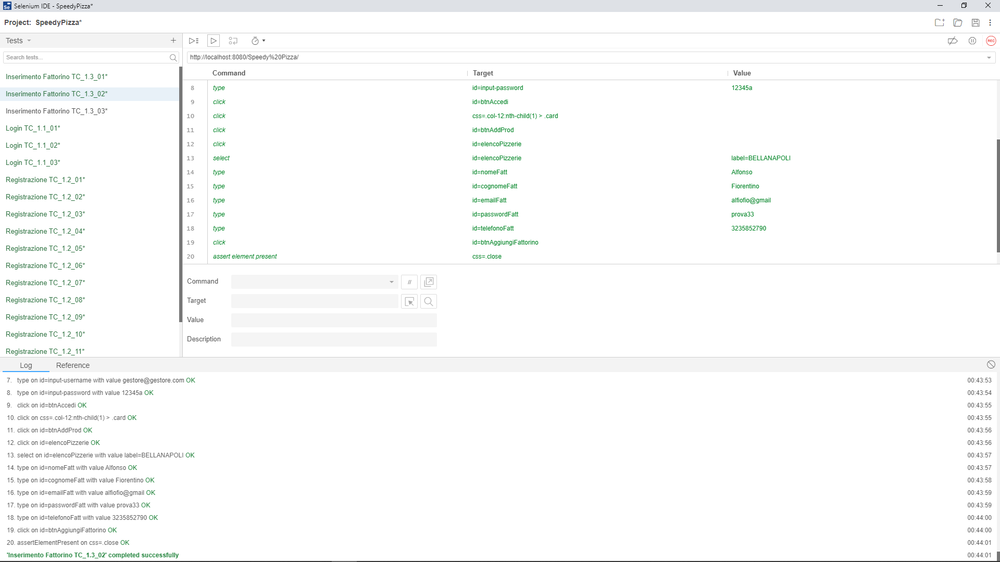 Selenium IDE - SpeedyPizza*
Project: SpeedyPizza*
Tests
Search tests...
Inserimento Fattorino TC_1.3_01*
Inserimento Fattorino TC_1.3_02*
Inserimento Fattorino TC_1.3_03*
Login TC_1.1_01*
Login TC_1.1_02*
Login TC_1.1_03*
Registrazione TC_1.2_01*
Registrazione TC_1.2_02*
Registrazione TC_1.2_03*
Registrazione TC_1.2_04*
Registrazione TC_1.2_05*
Registrazione TC_1.2_06*
Registrazione TC_1.2_07*
Registrazione TC_1.2_08*
Registrazione TC_1.2_09*
Registrazione TC_1.2_10*
Registrazione TC_1.2_11*
REC
http://localhost:8080/Speedy%20Pizza/
Command Target Value
8 type id=input-password 12345a
9 click id=btnAccedi
10 click css=.col-12:nth-child(1) > .card
11 click id=btnAddProd
12 click id=elencoPizzerie
13 select id=elencoPizzerie label=BELLANAPOLI
14 type id=nomeFatt Alfonso
15 type id=cognomeFatt Fiorentino
16 type id=emailFatt alfiofio@gmail
17 type id=passwordFatt prova33
18 type id=telefonoFatt 3235852790
19 click id=btnAggiungiFattorino
20 assert element present css=.close
Command //
Target
Value
Description
Log Reference
7. type on id=input-username with value gestore@gestore.com OK 00:43:53
8. type on id=input-password with value 12345a OK 00:43:54
9. click on id=btnAccedi OK 00:43:55
10. click on css=.col-12:nth-child(1) > .card OK 00:43:55
11. click on id=btnAddProd OK 00:43:56
12. click on id=elencoPizzerie OK 00:43:56
13. select on id=elencoPizzerie with value label=BELLANAPOLI OK 00:43:57
14. type on id=nomeFatt with value Alfonso OK 00:43:57
15. type on id=cognomeFatt with value Fiorentino OK 00:43:58
16. type on id=emailFatt with value alfiofio@gmail OK 00:43:59
17. type on id=passwordFatt with value prova33 OK 00:43:59
18. type on id=telefonoFatt with value 3235852790 OK 00:44:00
19. click on id=btnAggiungiFattorino OK 00:44:00
20. assertElementPresent on css=.close OK 00:44:01
'Inserimento Fattorino TC_1.3_02' completed successfully 00:44:01